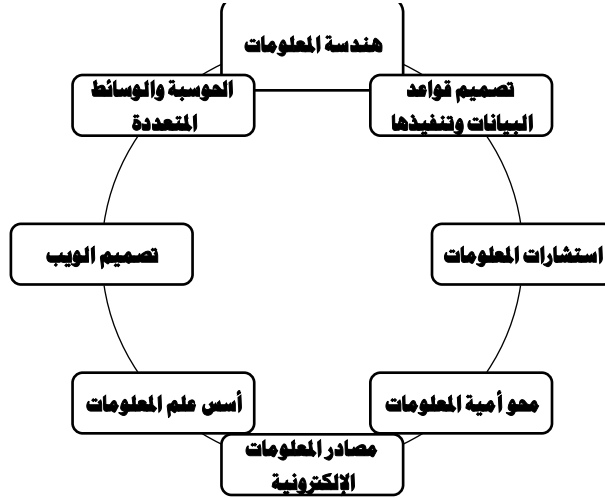 هندسة المعلومات
تصميم قواعد
البيانات وتنفيذها
استشارات المعلومات
محو أمية المعلومات
مصادر المعلومات
الإلكترونية
أسس علم المعلومات
تصميم الويب
الحوسبة والوسائط
المتعددة